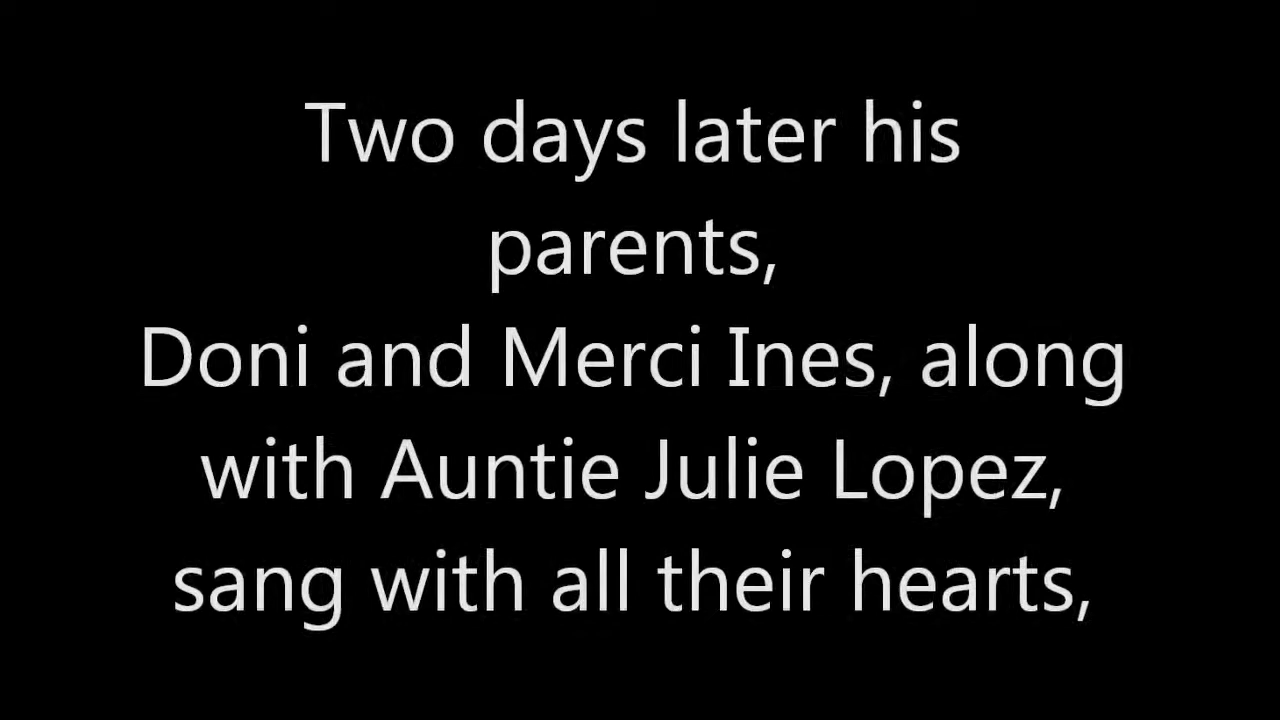 Two days later his
parents,
Doni and Merci Ines, along
with Auntie Julie Lopez,
sang with all their hearts,